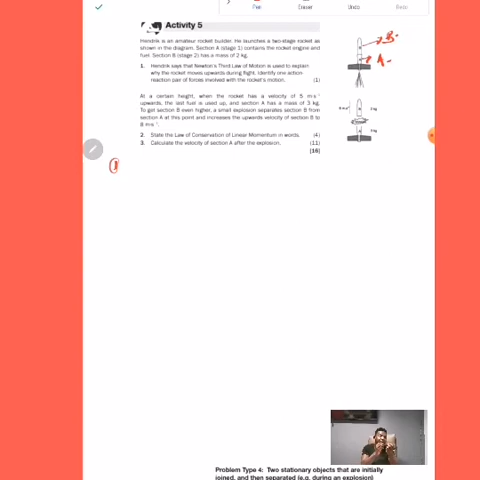 Pen
Eraser
Undo
Redo
Activity 5
Hendrik is an amateur rocket builder. He launches a two-stage rocket as
shown in the diagram. Section A (stage 1) contains the rocket engine and
fuel. Section B (stage 2) has a mass of 2 kg.
1. Hendrik says that Newton's Third Law of Motion is used to explain
why the rocket moves upwards during flight. Identify one action-
reaction pair of forces involved with the rocket's motion. (1)
At a certain height, when the rocket has a velocity of 5 m·s⁻¹
upwards, the last fuel is used up, and section A has a mass of 3 kg.
To get section B even higher, a small explosion separates section B from
section A at this point and increases the upwards velocity of section B to
8 m·s⁻¹.
2. State the Law of Conservation of Linear Momentum in words. (4)
3. Calculate the velocity of section A after the explosion. (11)
[16]
B
A
2 kg
3 kg
Problem Type 4: Two stationary objects that are initially
joined, and then separated (e.g. during an explosion)